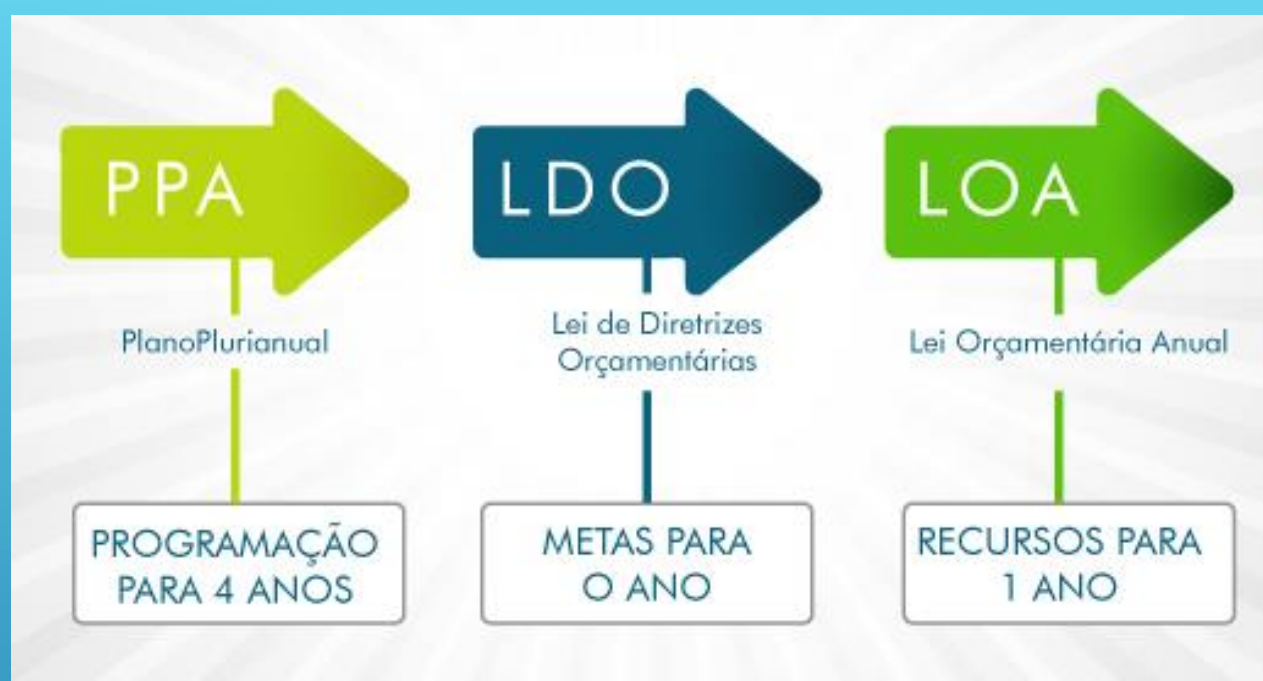 PPA
PlanoPlurianual
PROGRAMAÇÃO
PARA 4 ANOS
LDO
Lei de Diretrizes
Orçamentárias
METAS PARA
O ANO
LOA
Lei Orçamentária Anual
RECURSOS PARA
1 ANO